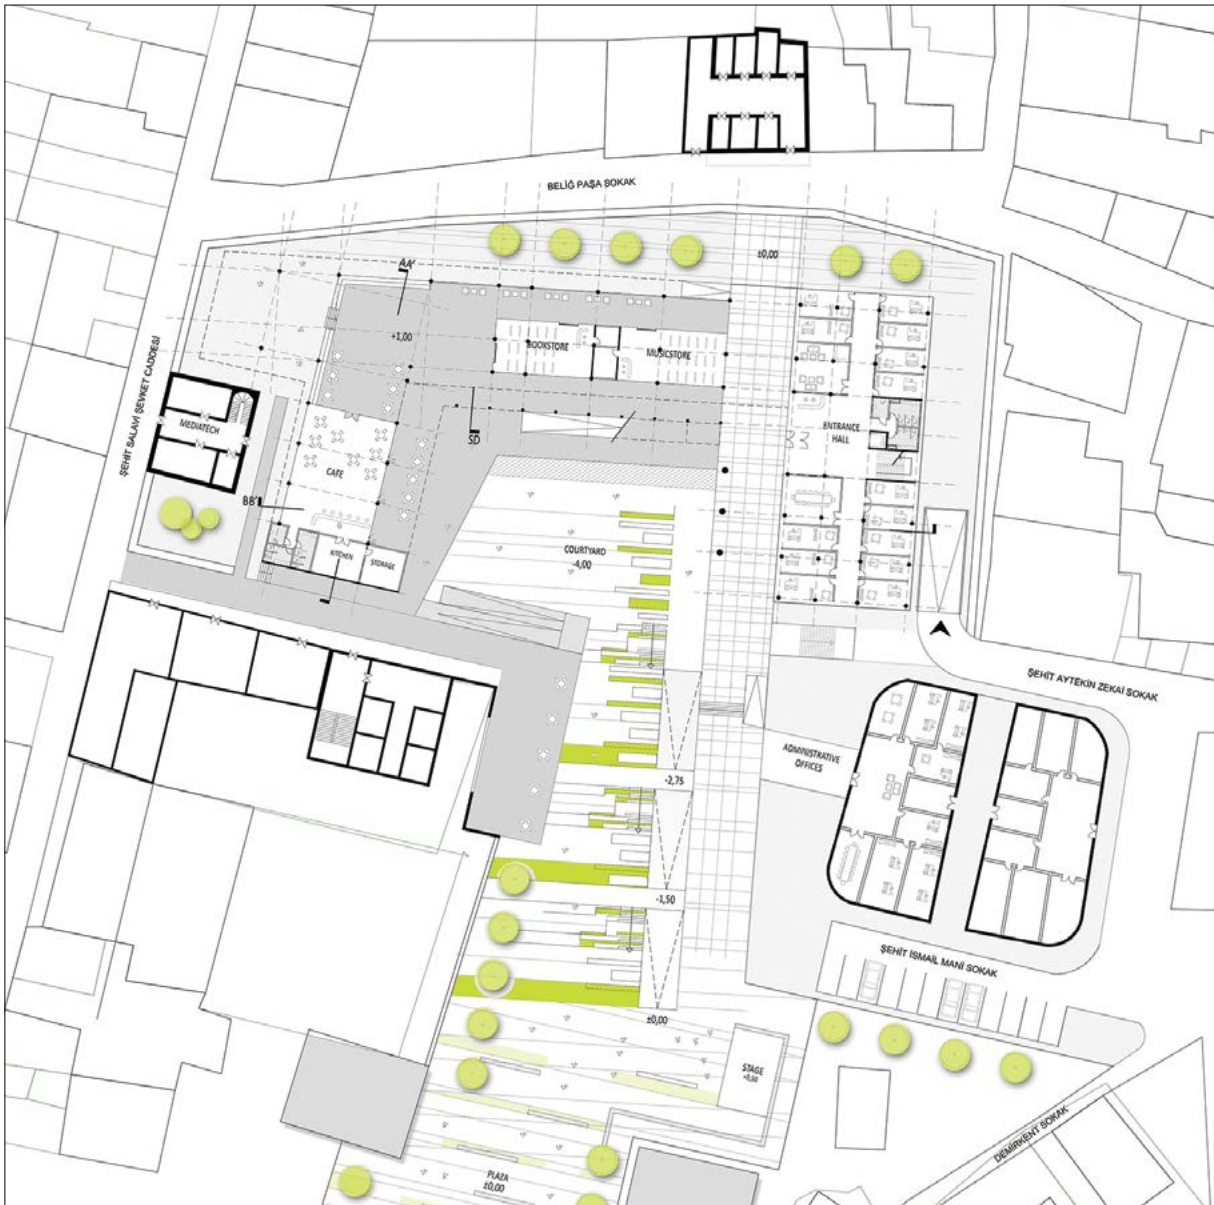 BELİĞ PAŞA SOKAK
±0,00
AA'
+1,00
BOOKSTORE
MUSICSTORE
ŞEHİT SALAVİ ŞEVKET CADDESİ
MEDIATECH
SD
ENTRANCE
HALL
CAFE
BB'
KITCHEN
STORAGE
COURTYARD
-4,00
ŞEHİT AYTEKİN ZEKAİ SOKAK
ADMINISTRATIVE
OFFICES
-2,75
-1,50
ŞEHİT İSMAİL MANİ SOKAK
±0,00
STAGE
+0,50
DEMİRKENT SOKAK
PLAZA
±0,00